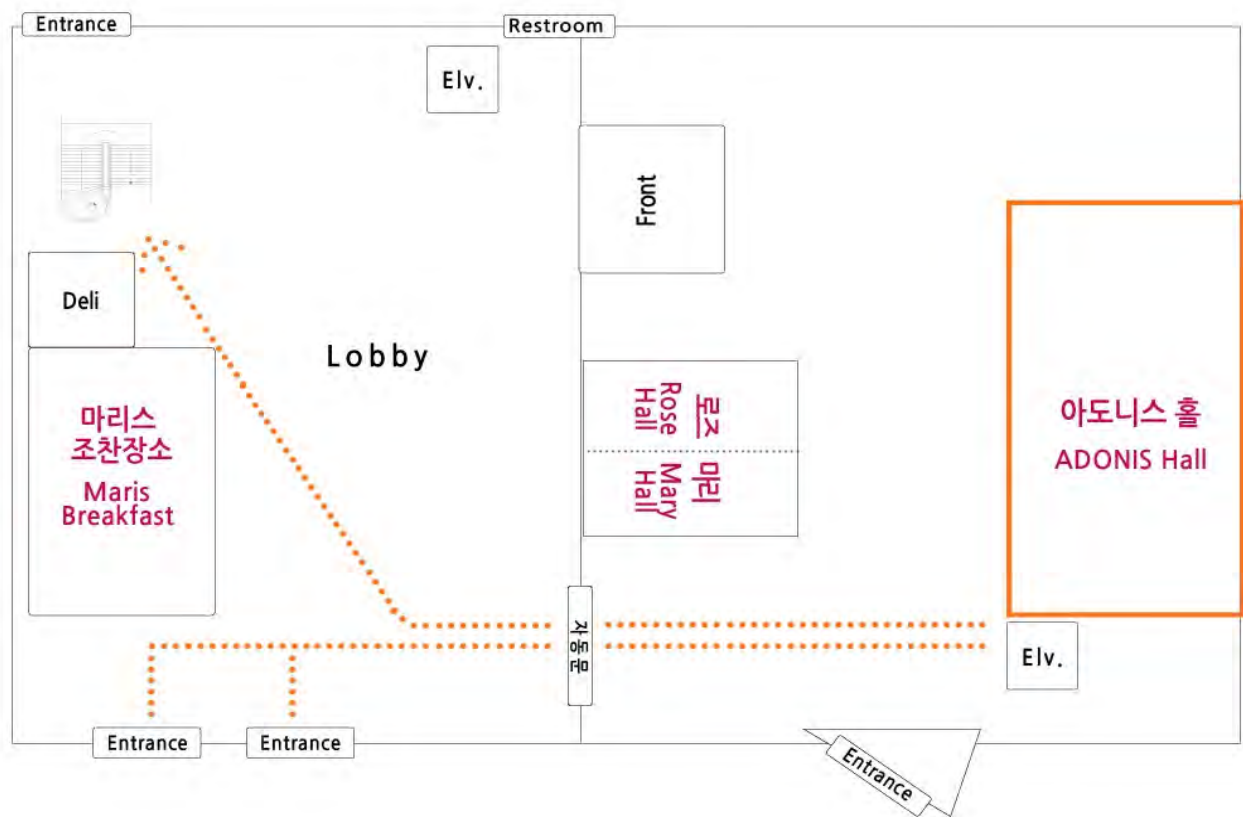 Entrance
Restroom
Elv.
Front
Deli
Lobby
마리스
조찬장소
Maris
Breakfast
로즈
Rose
Hall
마리
Mary
Hall
아도니스 홀
ADONIS Hall
자동문
Elv.
Entrance
Entrance
Entrance